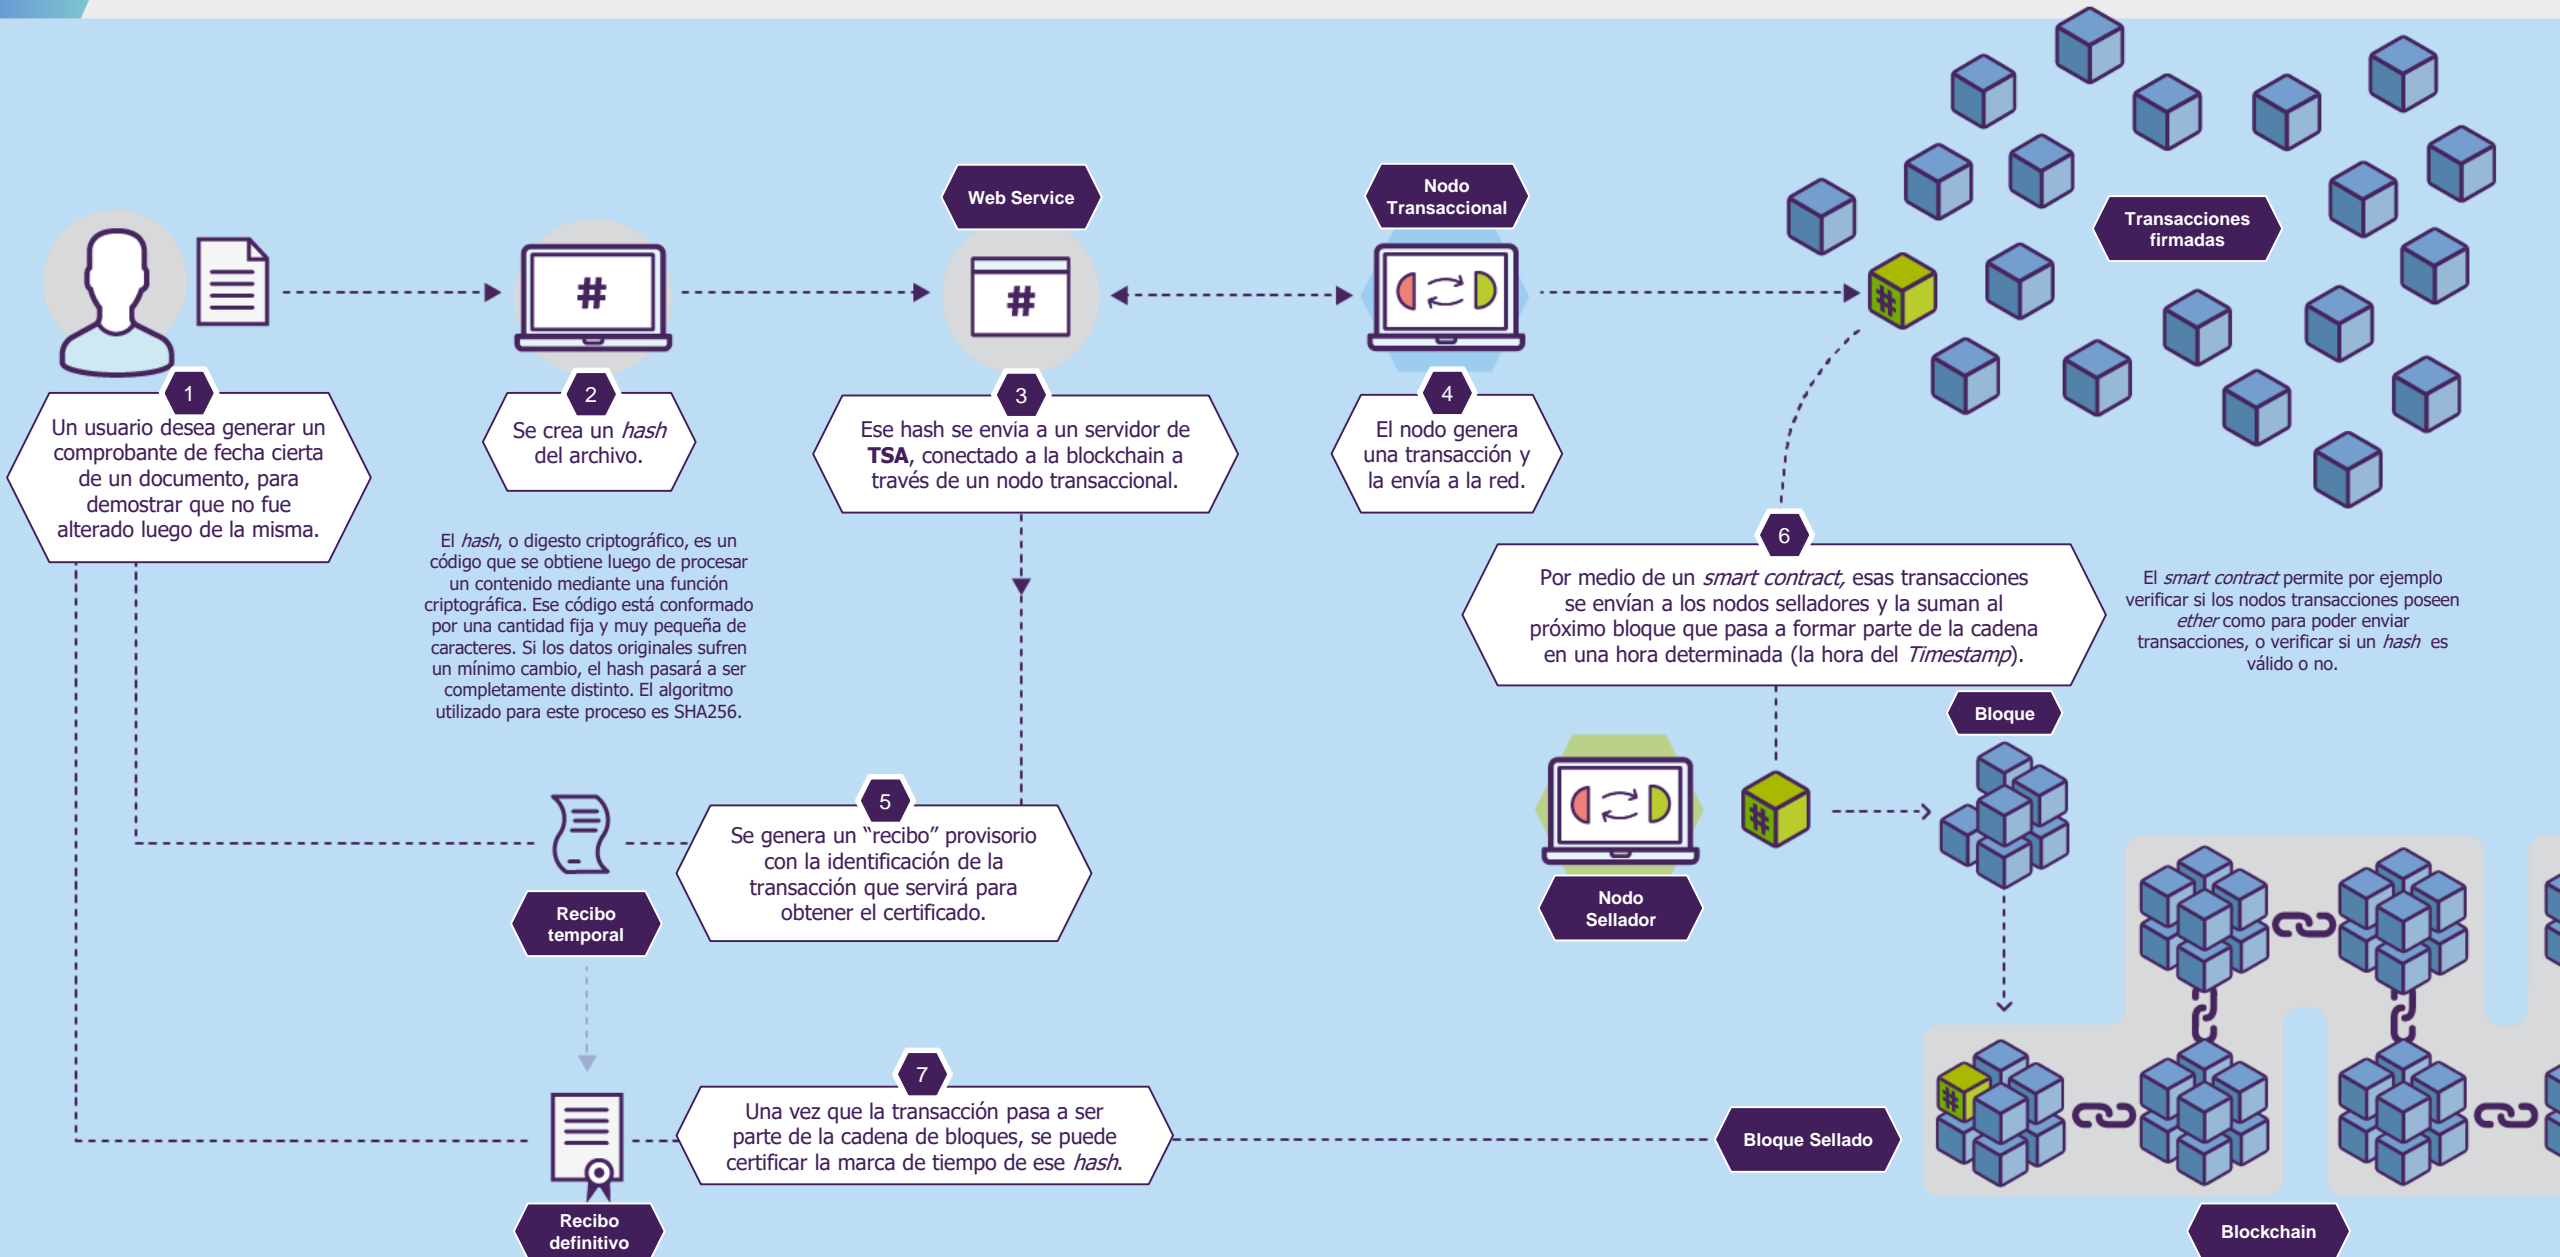 Web Service
Nodo
Transaccional
Transacciones
firmadas
#
#
#
1
Un usuario desea generar un
comprobante de fecha cierta
de un documento, para
demostrar que no fue
alterado luego de la misma.
2
Se crea un hash
del archivo.
El hash, o digesto criptográfico, es un
código que se obtiene luego de procesar
un contenido mediante una función
criptográfica. Ese código está conformado
por una cantidad fija y muy pequeña de
caracteres. Si los datos originales sufren
un mínimo cambio, el hash pasará a ser
completamente distinto. El algoritmo
utilizado para este proceso es SHA256.
3
Ese hash se envía a un servidor de
TSA, conectado a la blockchain a
través de un nodo transaccional.
4
El nodo genera
una transacción y
la envía a la red.
5
Se genera un “recibo” provisorio
con la identificación de la
transacción que servirá para
obtener el certificado.
Recibo
temporal
6
Por medio de un smart contract, esas transacciones
se envían a los nodos selladores y la suman al
próximo bloque que pasa a formar parte de la cadena
en una hora determinada (la hora del Timestamp).
El smart contract permite por ejemplo
verificar si los nodos transacciones poseen
ether como para poder enviar
transacciones, o verificar si un hash es
válido o no.
Bloque
#
Nodo
Sellador
7
Una vez que la transacción pasa a ser
parte de la cadena de bloques, se puede
certificar la marca de tiempo de ese hash.
Bloque Sellado
#
Recibo
definitivo
Blockchain